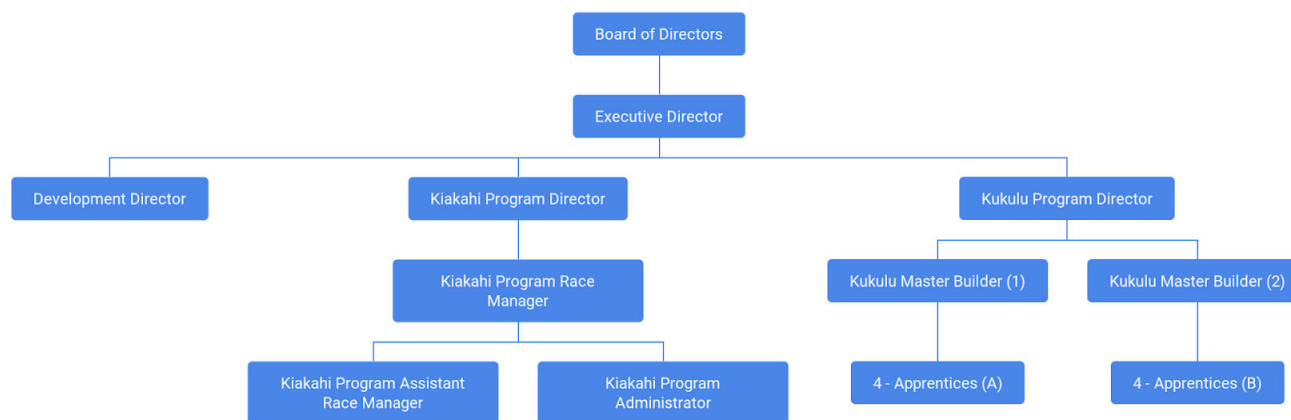 Board of Directors
Executive Director
Development Director
Kiakahi Program Director
Kukulu Program Director
Kiakahi Program Race
Manager
Kukulu Master Builder (1)
Kukulu Master Builder (2)
Kiakahi Program Assistant
Race Manager
Kiakahi Program
Administrator
4 - Apprentices (A)
4 - Apprentices (B)